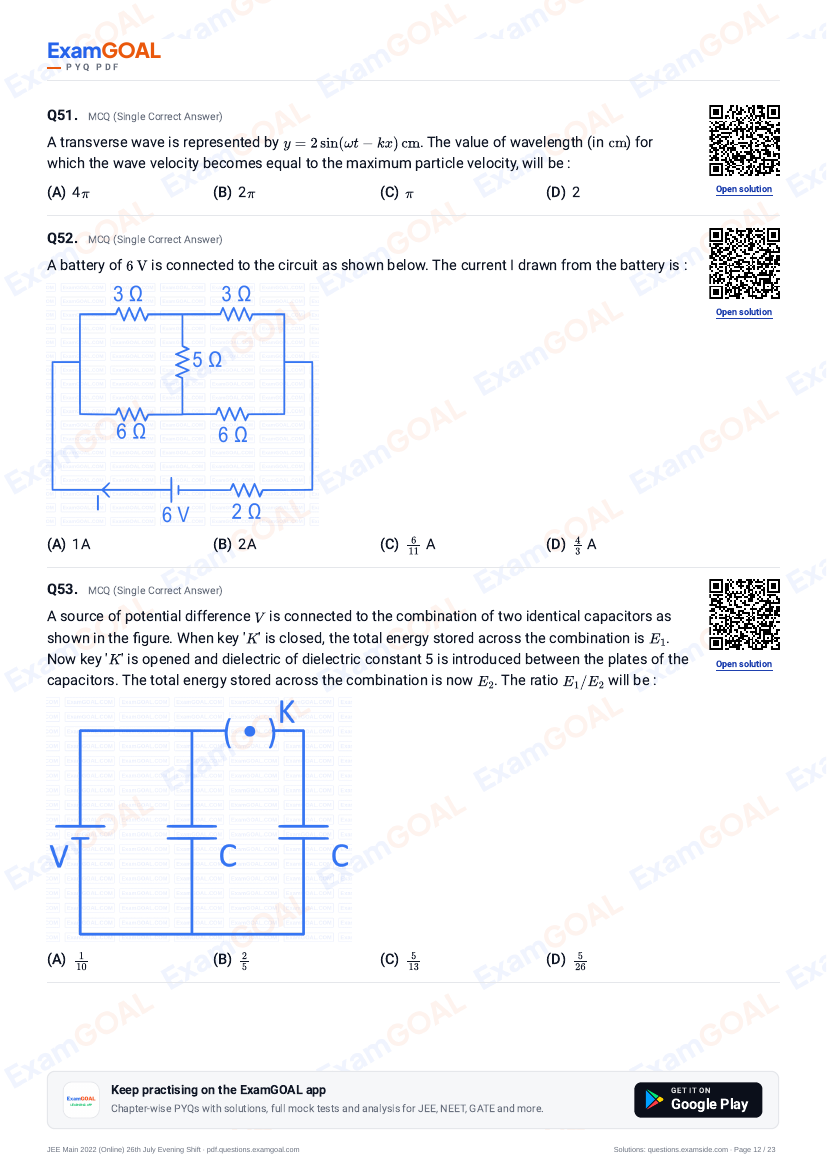 ExamGOAL
PYQ PDF
Q51. MCQ (Single Correct Answer)
A transverse wave is represented by y = 2 sin(ωt − kx) cm. The value of wavelength (in cm) for
which the wave velocity becomes equal to the maximum particle velocity, will be :
(A) 4π (B) 2π (C) π (D) 2
Open solution
Q52. MCQ (Single Correct Answer)
A battery of 6 V is connected to the circuit as shown below. The current I drawn from the battery is :
Open solution
3 Ω 3 Ω
5 Ω
6 Ω 6 Ω
I 6 V 2 Ω
(A) 1A (B) 2A (C) 6/11 A (D) 4/3 A
Q53. MCQ (Single Correct Answer)
A source of potential difference V is connected to the combination of two identical capacitors as
shown in the figure. When key 'K' is closed, the total energy stored across the combination is E₁.
Now key 'K' is opened and dielectric of dielectric constant 5 is introduced between the plates of the
capacitors. The total energy stored across the combination is now E₂. The ratio E₁/E₂ will be :
Open solution
( • ) K
V C C
(A) 1/10 (B) 2/5 (C) 5/13 (D) 5/26
Keep practising on the ExamGOAL app
Chapter-wise PYQs with solutions, full mock tests and analysis for JEE, NEET, GATE and more.
GET IT ON
Google Play
JEE Main 2022 (Online) 26th July Evening Shift · pdf.questions.examgoal.com
Solutions: questions.examside.com · Page 12 / 23